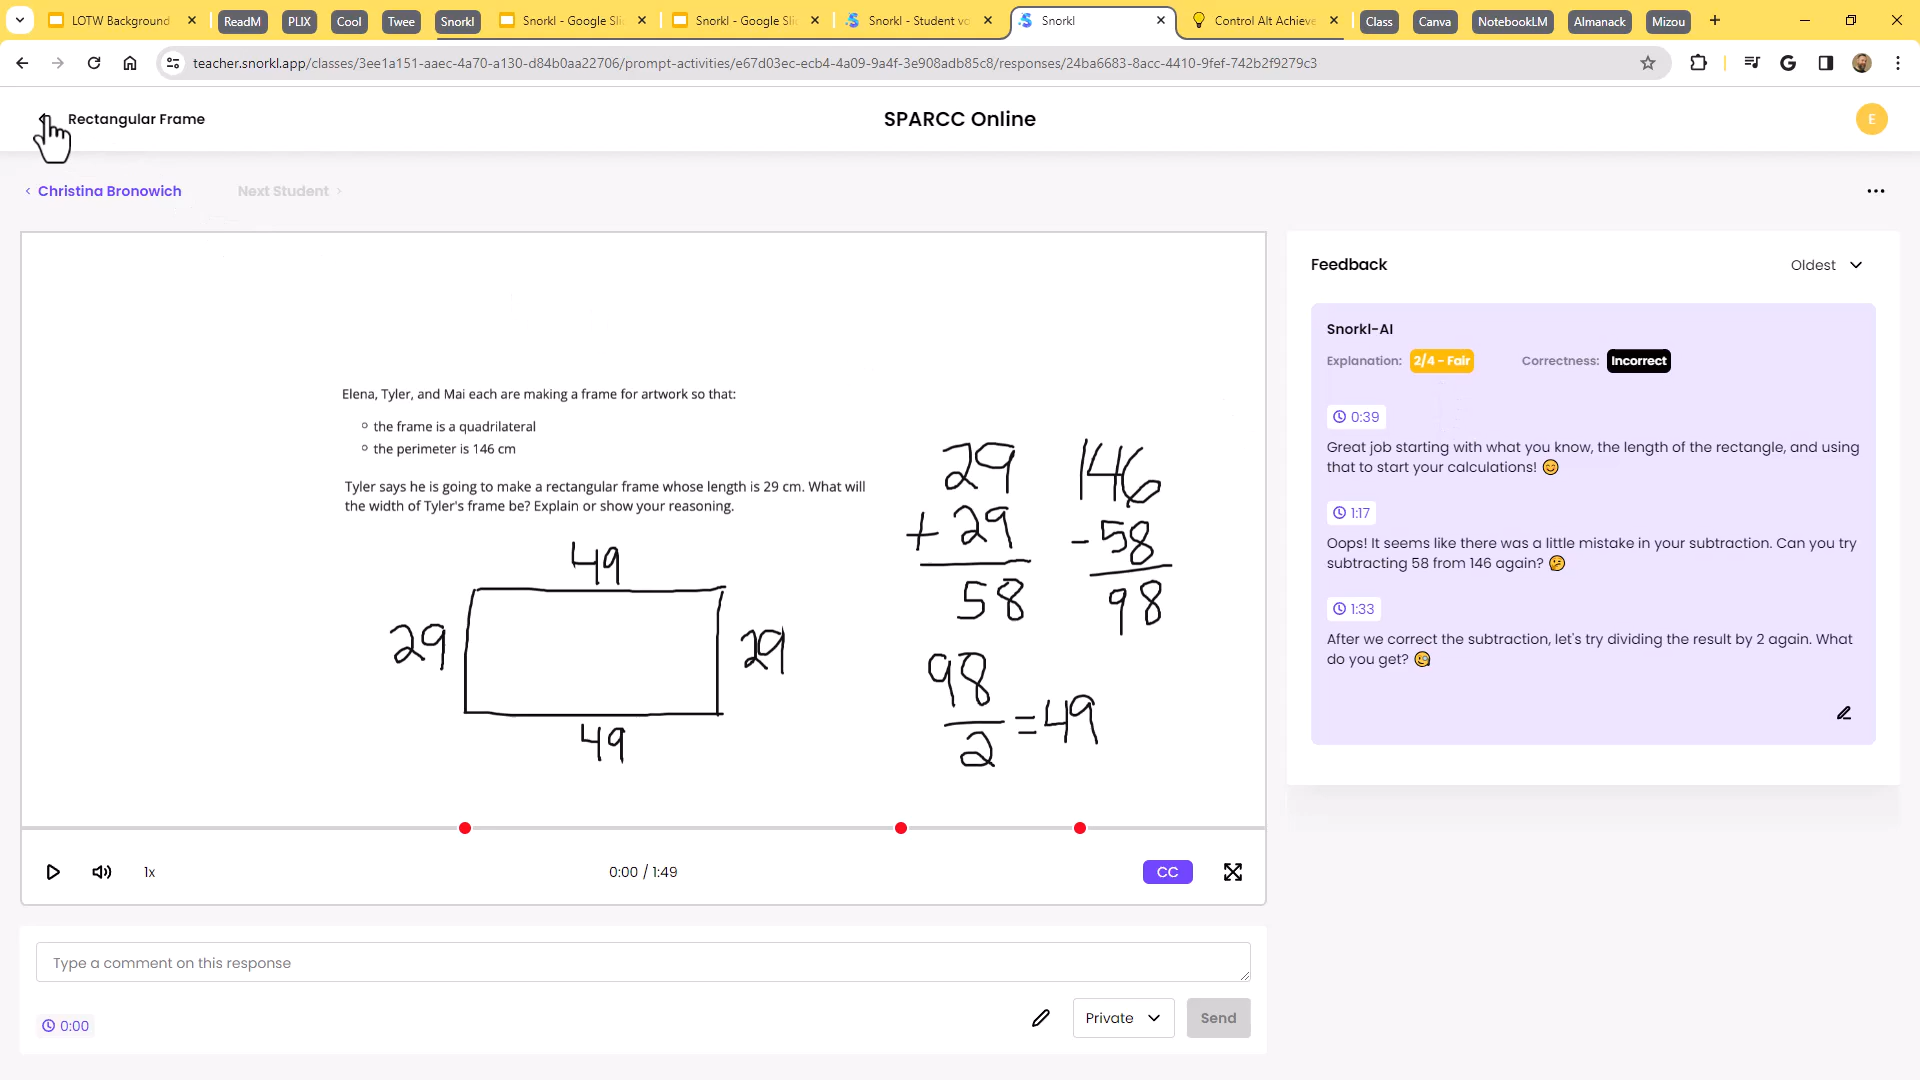 LOTW Background
ReadM
PLIX
Cool
Twee
Snorkl
Snorkl - Google Sli
Snorkl - Google Sli
Snorkl - Student vo
Snorkl
Control Alt Achieve
Class
Canva
NotebookLM
Almanack
Mizou
teacher.snorkl.app/classes/3ee1a151-aaec-4a70-a130-d84b0aa22706/prompt-activities/e67d03ec-ecb4-4a09-9a4f-3e908adb85c8/responses/24ba6683-8acc-4410-9fef-742b2f9279c3
Rectangular Frame
SPARCC Online
E
< Christina Bronowich
Next Student >
Elena, Tyler, and Mai each are making a frame for artwork so that:
the frame is a quadrilateral
the perimeter is 146 cm
Tyler says he is going to make a rectangular frame whose length is 29 cm. What will
the width of Tyler's frame be? Explain or show your reasoning.
49
29
29
49
29
+ 29
58
146
- 58
98
98
2
= 49
0:00 / 1:49
1x
CC
Feedback
Oldest
Snorkl-AI
Explanation: 2/4 - Fair
Correctness: Incorrect
0:39
Great job starting with what you know, the length of the rectangle, and using
that to start your calculations! 😊
1:17
Oops! It seems like there was a little mistake in your subtraction. Can you try
subtracting 58 from 146 again? 🤔
1:33
After we correct the subtraction, let's try dividing the result by 2 again. What
do you get? 🧐
Type a comment on this response
0:00
Private
Send